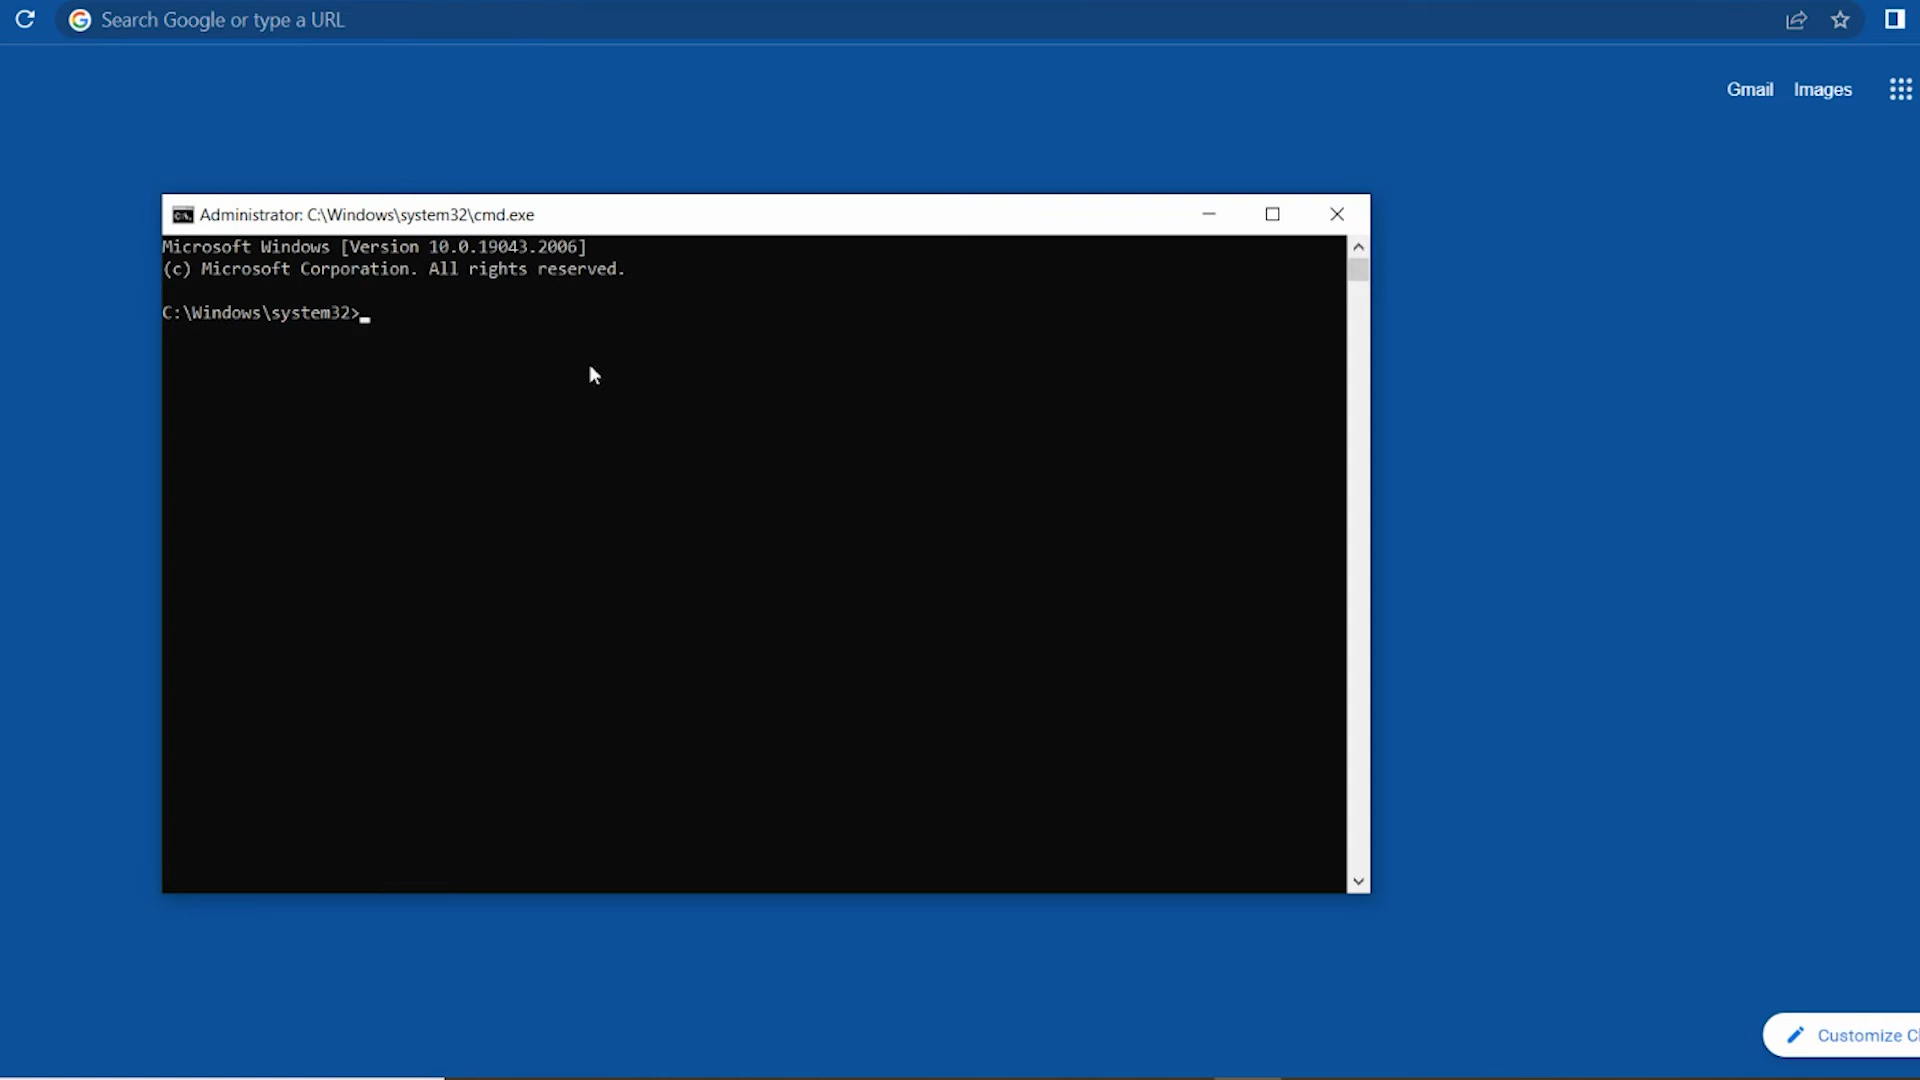 Search Google or type a URL
Gmail Images
Administrator: C:\Windows\system32\cmd.exe
Microsoft Windows [Version 10.0.19043.2006]
(c) Microsoft Corporation. All rights reserved.
C:\Windows\system32>
Customize